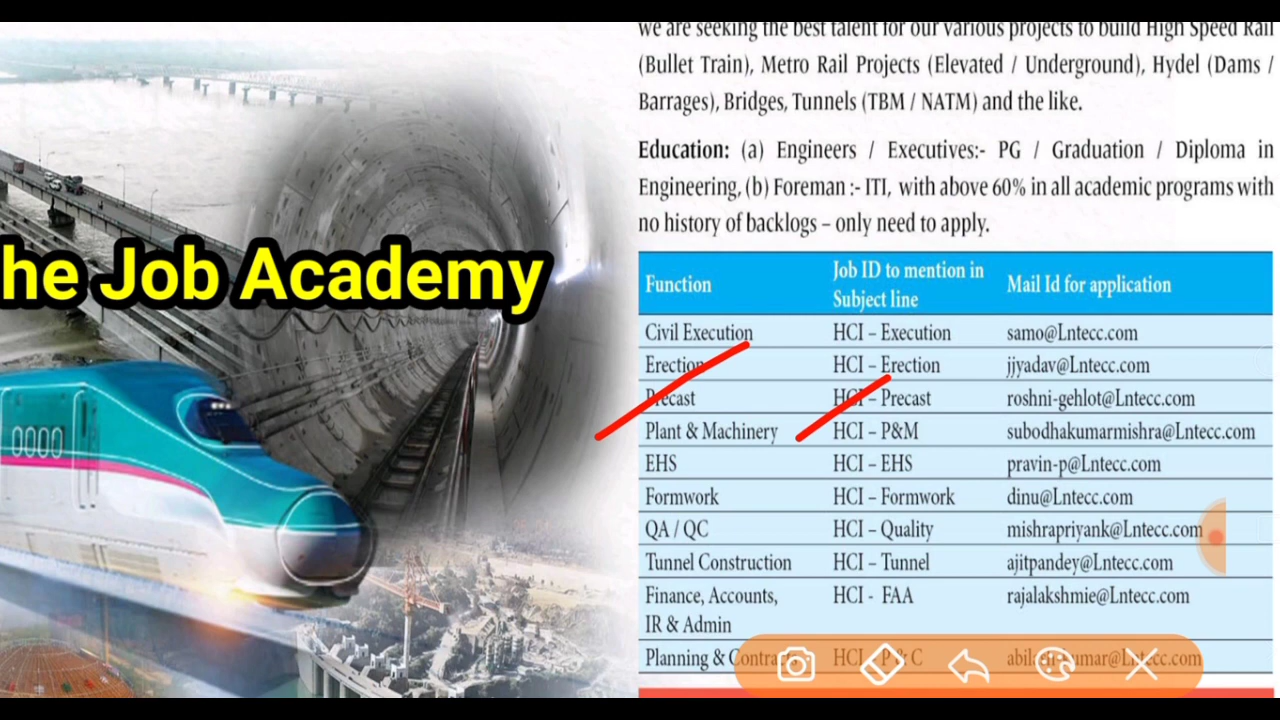 we are seeking the best talent for our various projects to build High Speed Rail
(Bullet Train), Metro Rail Projects (Elevated / Underground), Hydel (Dams /
Barrages), Bridges, Tunnels (TBM / NATM) and the like.
Education: (a) Engineers / Executives:- PG / Graduation / Diploma in
Engineering, (b) Foreman :- ITI, with above 60% in all academic programs with
no history of backlogs – only need to apply.
he Job Academy
Function Job ID to mention in Subject line Mail Id for application
Civil Execution HCI – Execution samo@Lntecc.com
Erection HCI – Erection jjyadav@Lntecc.com
Precast HCI – Precast roshni-gehlot@Lntecc.com
Plant & Machinery HCI – P&M subodhakumarmishra@Lntecc.com
EHS HCI – EHS pravin-p@Lntecc.com
Formwork HCI – Formwork dinu@Lntecc.com
QA / QC HCI – Quality mishrapriyank@Lntecc.com
Tunnel Construction HCI – Tunnel ajitpandey@Lntecc.com
Finance, Accounts, HCI - FAA rajalakshmie@Lntecc.com
IR & Admin
Planning & Contracts HCI P & C